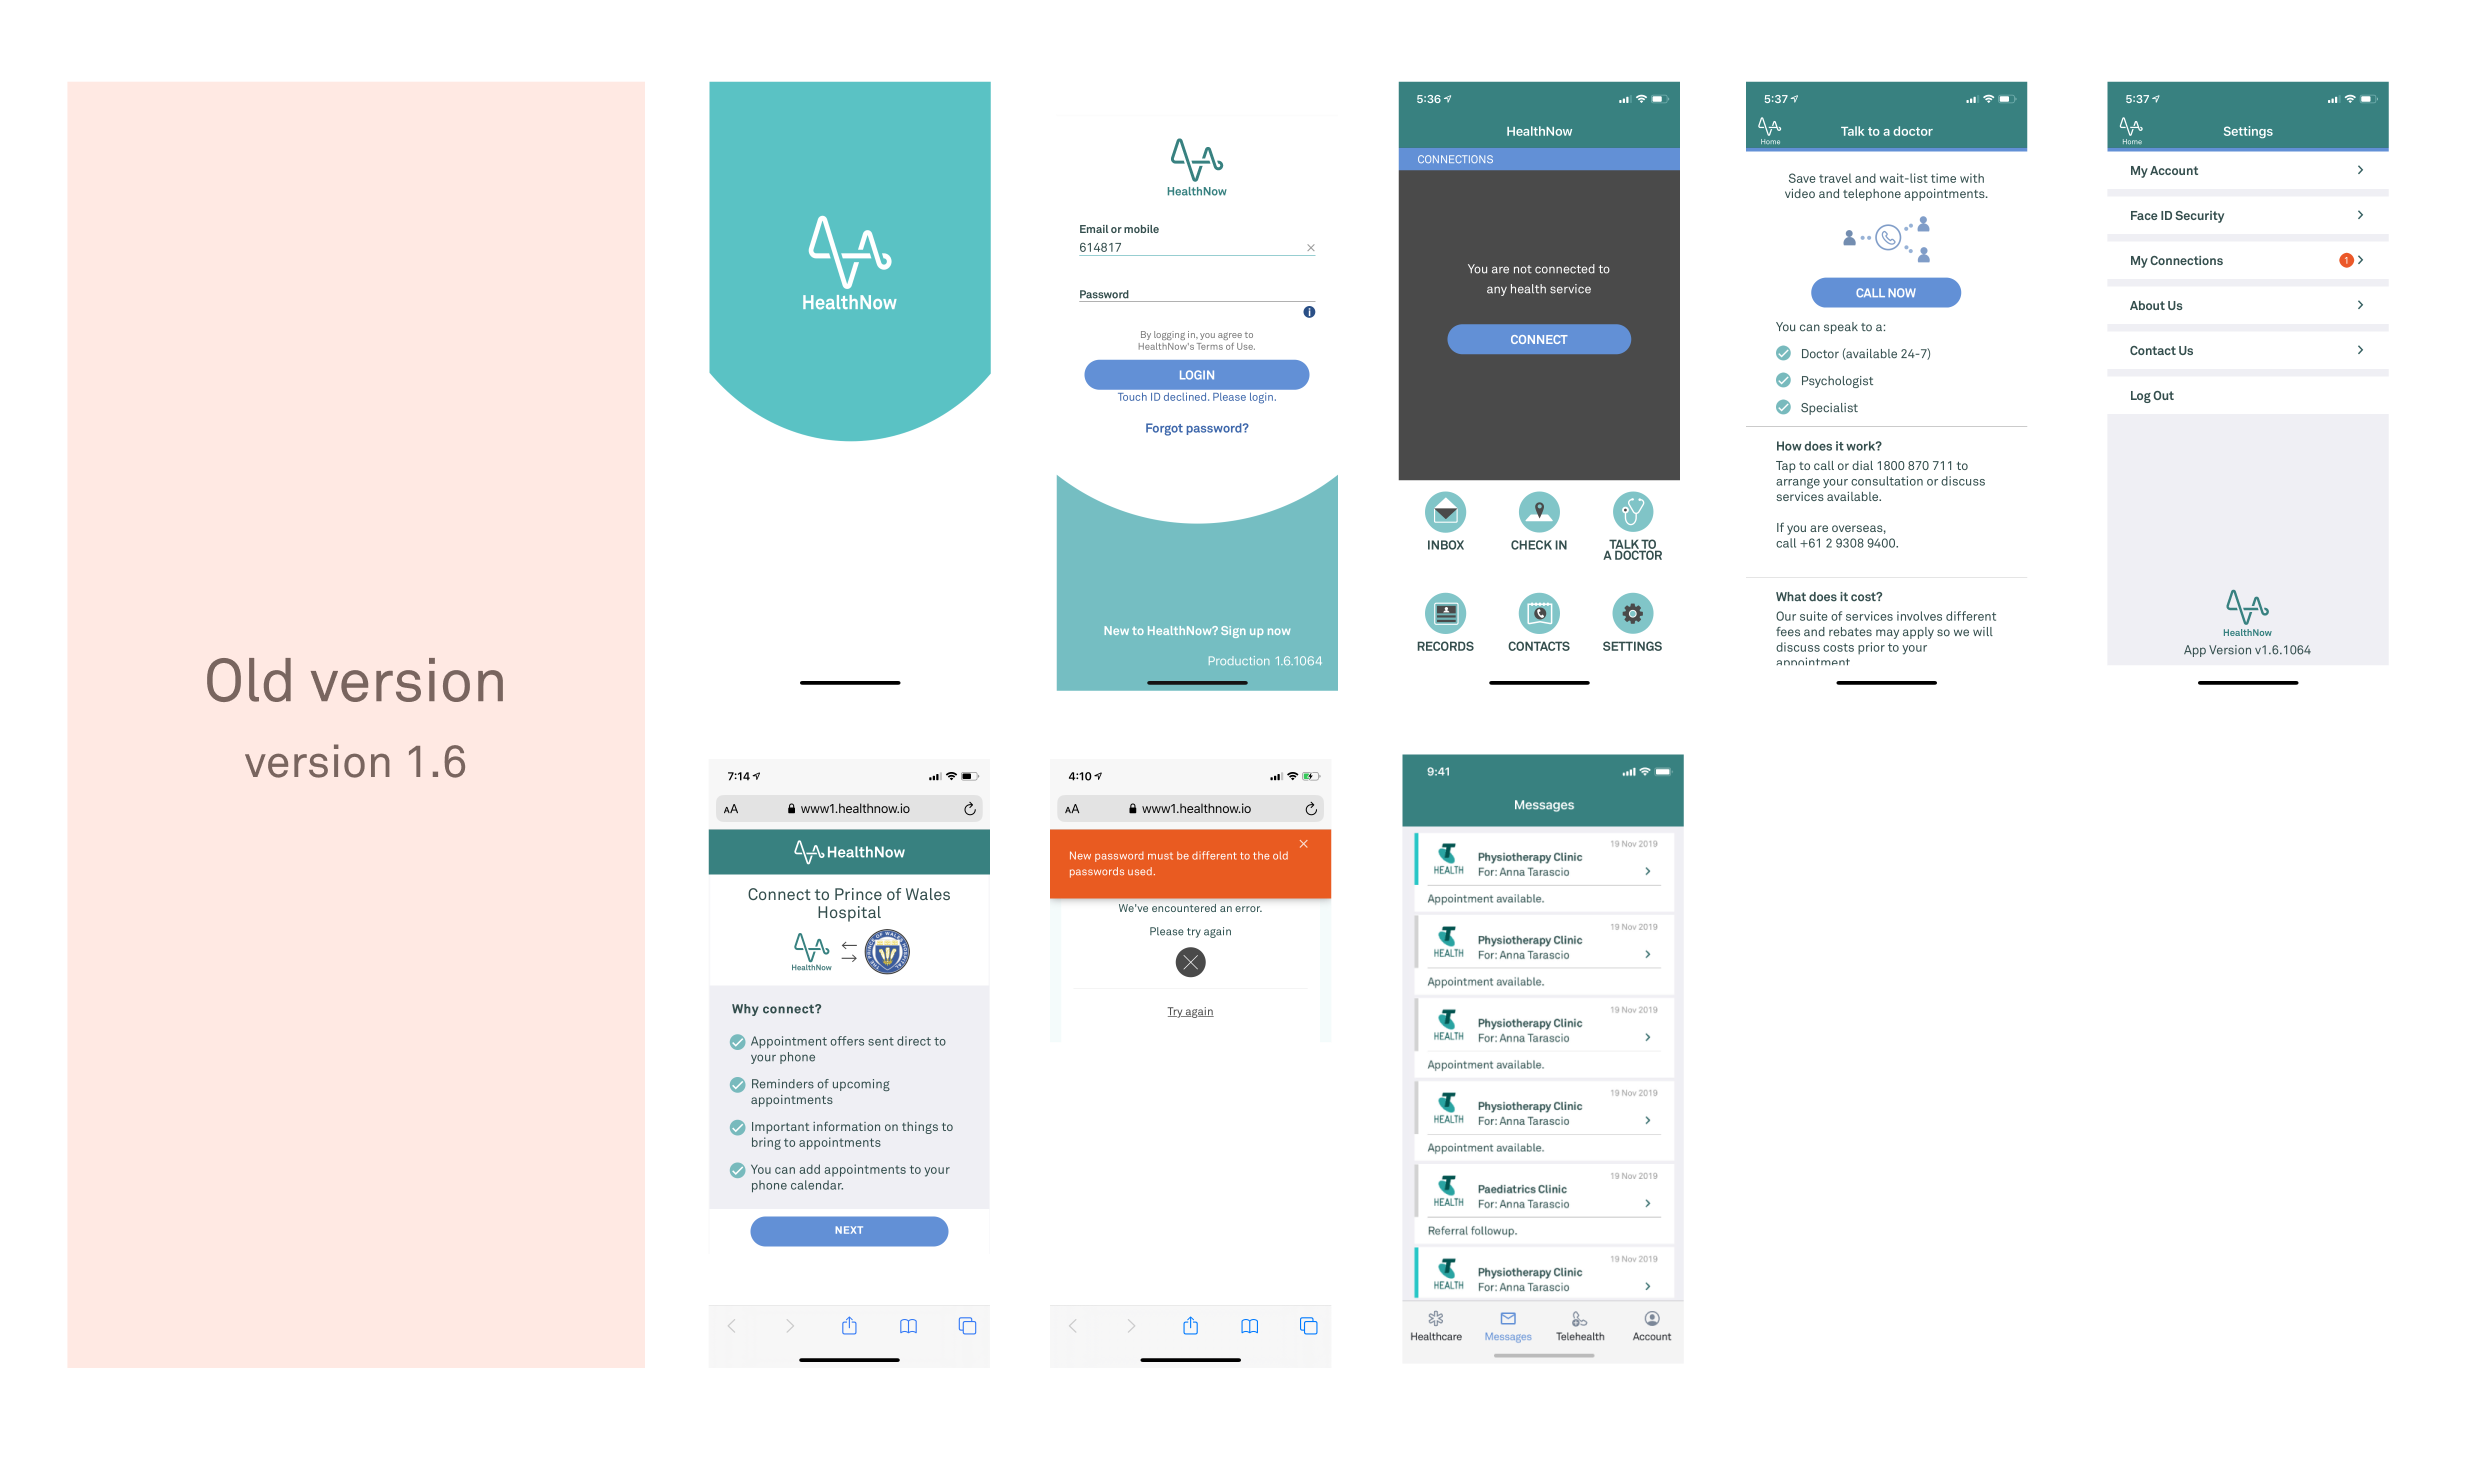 Old version
version 1.6
HealthNow
HealthNow
Email or mobile
614817
Password
By logging in, you agree to
HealthNow's Terms of Use.
LOGIN
Touch ID declined. Please login.
Forgot password?
New to HealthNow? Sign up now
Production 1.6.1064
5:36
HealthNow
CONNECTIONS
You are not connected to
any health service
CONNECT
INBOX
CHECK IN
TALK TO
A DOCTOR
RECORDS
CONTACTS
SETTINGS
5:37
Home
Talk to a doctor
Save travel and wait-list time with
video and telephone appointments.
CALL NOW
You can speak to a:
Doctor (available 24-7)
Psychologist
Specialist
How does it work?
Tap to call or dial 1800 870 711 to
arrange your consultation or discuss
services available.
If you are overseas,
call +61 2 9308 9400.
What does it cost?
Our suite of services involves different
fees and rebates may apply so we will
discuss costs prior to your
appointment
5:37
Home
Settings
My Account
Face ID Security
My Connections
1
About Us
Contact Us
Log Out
HealthNow
App Version v1.6.1064
7:14
AA
www1.healthnow.io
HealthNow
Connect to Prince of Wales
Hospital
HealthNow
THE PRINCE OF WALES HOSPITAL
Why connect?
Appointment offers sent direct to
your phone
Reminders of upcoming
appointments
Important information on things to
bring to appointments
You can add appointments to your
phone calendar.
NEXT
4:10
AA
www1.healthnow.io
New password must be different to the old
passwords used.
We've encountered an error.
Please try again
Try again
9:41
Messages
19 Nov 2019
HEALTH
Physiotherapy Clinic
For: Anna Tarascio
Appointment available.
19 Nov 2019
HEALTH
Physiotherapy Clinic
For: Anna Tarascio
Appointment available.
19 Nov 2019
HEALTH
Physiotherapy Clinic
For: Anna Tarascio
Appointment available.
19 Nov 2019
HEALTH
Physiotherapy Clinic
For: Anna Tarascio
Appointment available.
19 Nov 2019
HEALTH
Paediatrics Clinic
For: Anna Tarascio
Referral followup.
19 Nov 2019
HEALTH
Physiotherapy Clinic
For: Anna Tarascio
Healthcare
Messages
Telehealth
Account